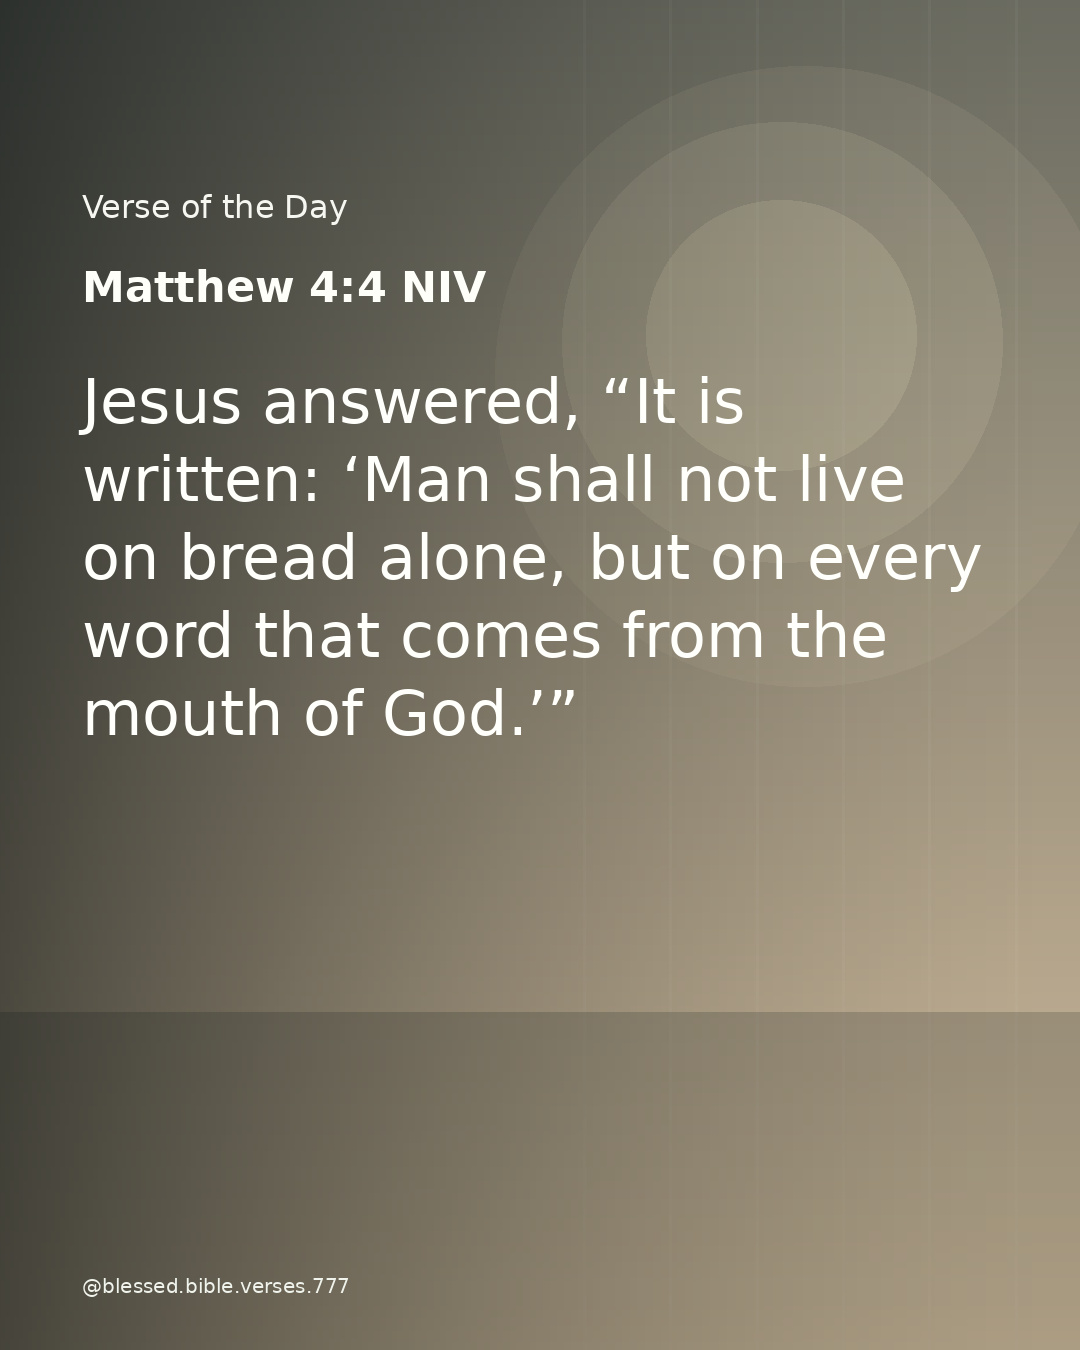 Verse of the Day
Matthew 4:4 NIV
Jesus answered, “It is
written: ‘Man shall not live
on bread alone, but on every
word that comes from the
mouth of God.’”
@blessed.bible.verses.777